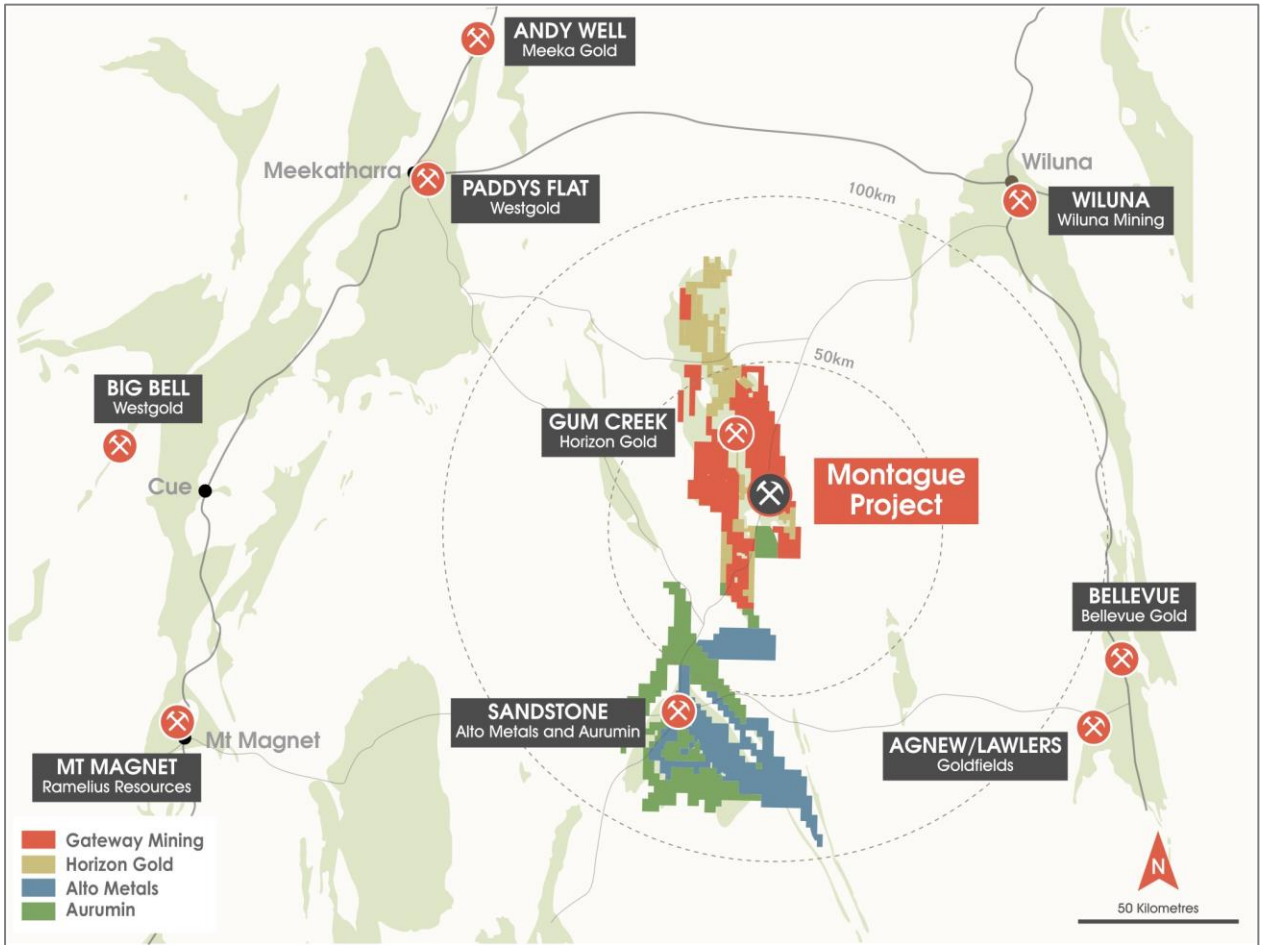 ANDY WELL
Meeka Gold
Meekatharra
PADDYS FLAT
Westgold
Wiluna
WILUNA
Wiluna Mining
100km
50km
BIG BELL
Westgold
GUM CREEK
Horizon Gold
Montague
Project
Cue
BELLEVUE
Bellevue Gold
SANDSTONE
Alto Metals and Aurumin
AGNEW/LAWLERS
Goldfields
Mt Magnet
MT MAGNET
Ramelius Resources
Gateway Mining
Horizon Gold
Alto Metals
Aurumin
N
50 Kilometres